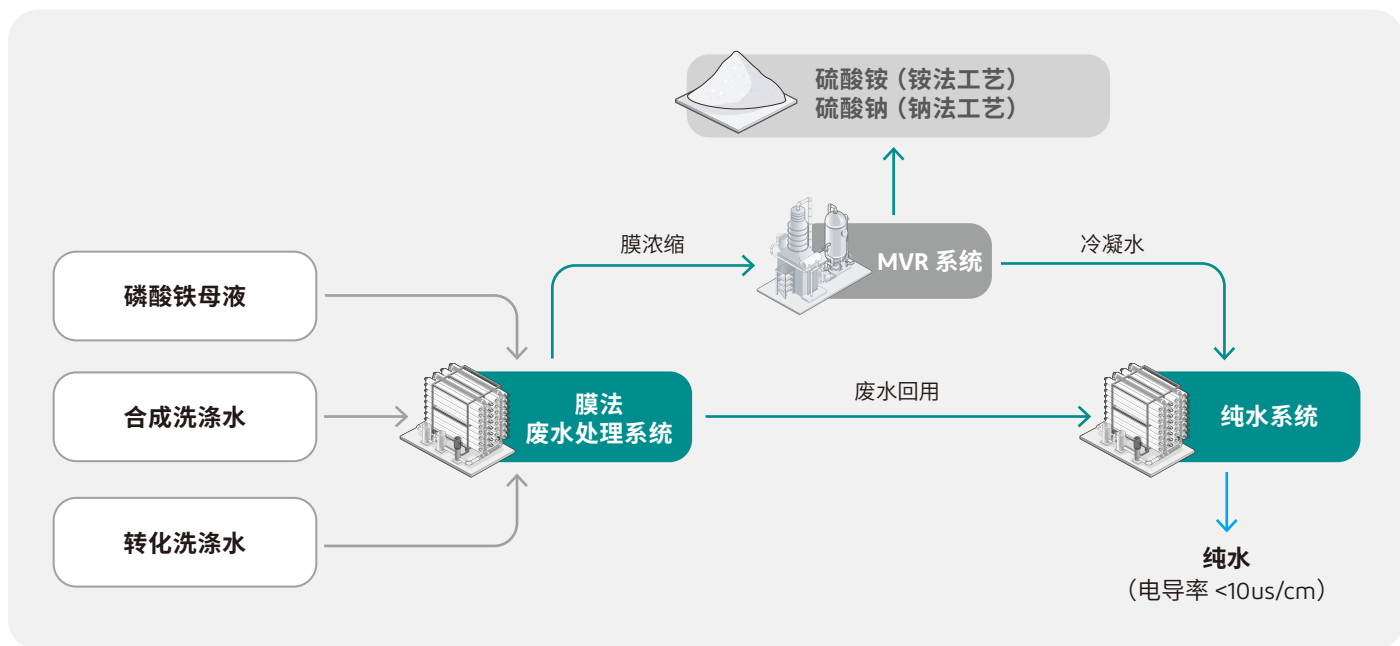 硫酸铵（铵法工艺）
硫酸钠（钠法工艺）
膜浓缩
MVR 系统
冷凝水
磷酸铁母液
合成洗涤水
转化洗涤水
膜法
废水处理系统
废水回用
纯水系统
纯水
（电导率 <10us/cm）